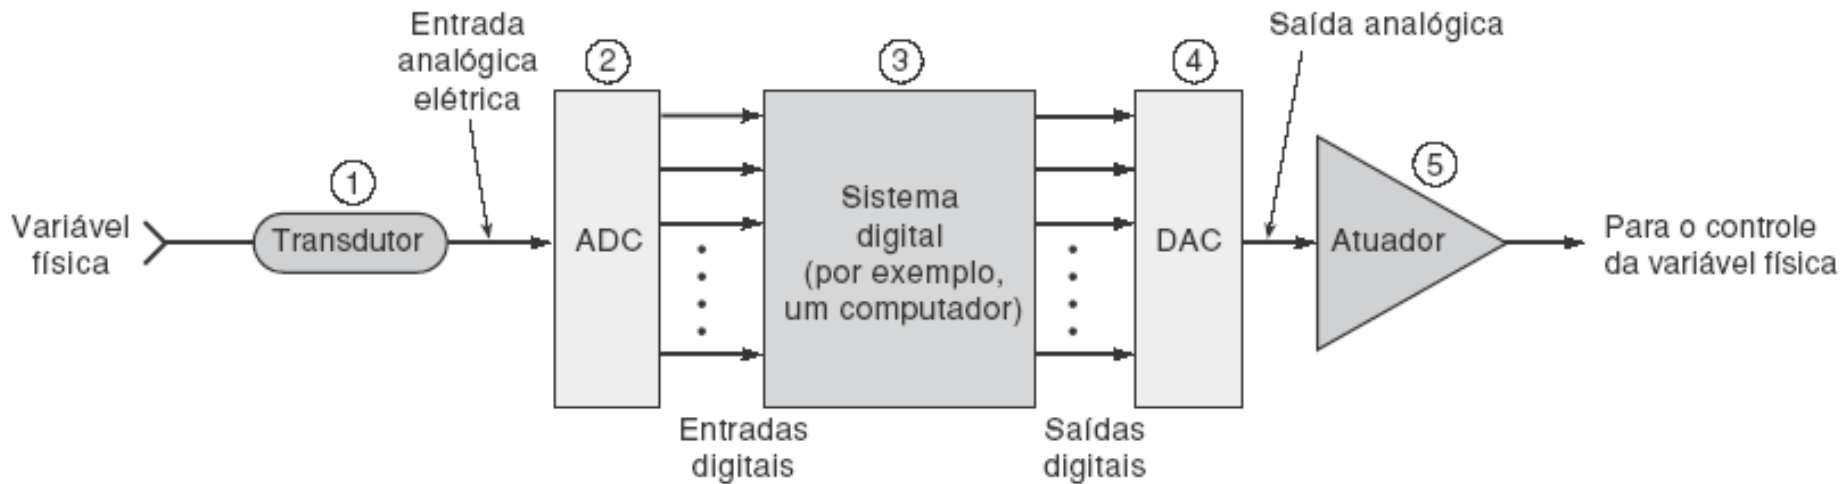 Entrada
analógica
elétrica
Saída analógica
1
2
3
4
5
Variável
física
Transdutor
ADC
Sistema
digital
(por exemplo,
um computador)
DAC
Atuador
Para o controle
da variável física
Entradas
digitais
Saídas
digitais